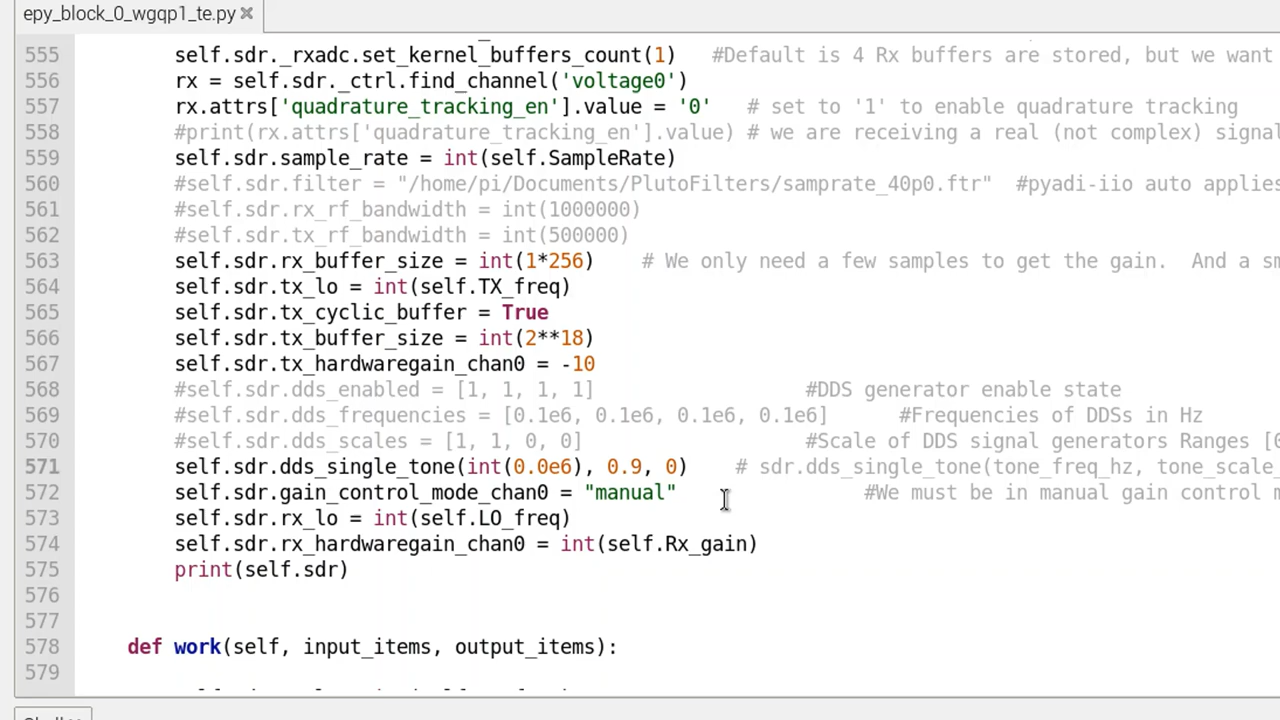 epy_block_0_wgqp1_te.py ×
555 self.sdr._rxadc.set_kernel_buffers_count(1) #Default is 4 Rx buffers are stored, but we want
556 rx = self.sdr._ctrl.find_channel('voltage0')
557 rx.attrs['quadrature_tracking_en'].value = '0' # set to '1' to enable quadrature tracking
558 #print(rx.attrs['quadrature_tracking_en'].value) # we are receiving a real (not complex) signal
559 self.sdr.sample_rate = int(self.SampleRate)
560 #self.sdr.filter = "/home/pi/Documents/PlutoFilters/samprate_40p0.ftr" #pyadi-iio auto applies
561 #self.sdr.rx_rf_bandwidth = int(1000000)
562 #self.sdr.tx_rf_bandwidth = int(500000)
563 self.sdr.rx_buffer_size = int(1*256) # We only need a few samples to get the gain. And a sm
564 self.sdr.tx_lo = int(self.TX_freq)
565 self.sdr.tx_cyclic_buffer = True
566 self.sdr.tx_buffer_size = int(2**18)
567 self.sdr.tx_hardwaregain_chan0 = -10
568 #self.sdr.dds_enabled = [1, 1, 1, 1] #DDS generator enable state
569 #self.sdr.dds_frequencies = [0.1e6, 0.1e6, 0.1e6, 0.1e6] #Frequencies of DDSs in Hz
570 #self.sdr.dds_scales = [1, 1, 0, 0] #Scale of DDS signal generators Ranges [0
571 self.sdr.dds_single_tone(int(0.0e6), 0.9, 0) # sdr.dds_single_tone(tone_freq_hz, tone_scale
572 self.sdr.gain_control_mode_chan0 = "manual" #We must be in manual gain control m
573 self.sdr.rx_lo = int(self.LO_freq)
574 self.sdr.rx_hardwaregain_chan0 = int(self.Rx_gain)
575 print(self.sdr)
576
577
578 def work(self, input_items, output_items):
579